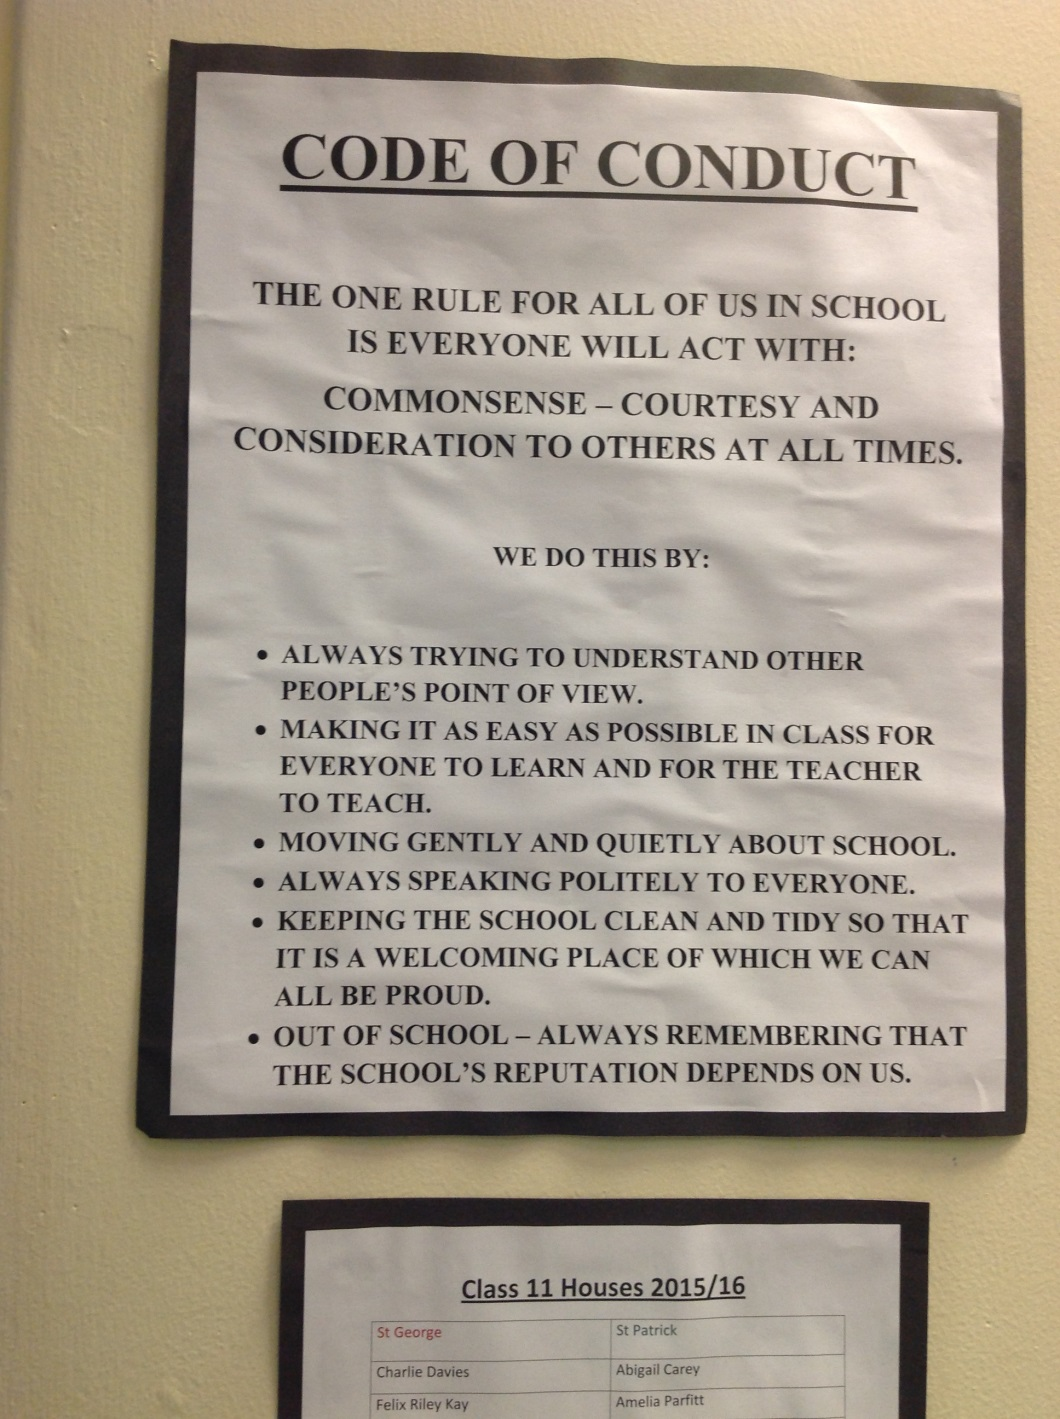 CODE OF CONDUCT
THE ONE RULE FOR ALL OF US IN SCHOOL
IS EVERYONE WILL ACT WITH:
COMMONSENSE – COURTESY AND
CONSIDERATION TO OTHERS AT ALL TIMES.
WE DO THIS BY:
• ALWAYS TRYING TO UNDERSTAND OTHER
PEOPLE'S POINT OF VIEW.
• MAKING IT AS EASY AS POSSIBLE IN CLASS FOR
EVERYONE TO LEARN AND FOR THE TEACHER
TO TEACH.
• MOVING GENTLY AND QUIETLY ABOUT SCHOOL.
• ALWAYS SPEAKING POLITELY TO EVERYONE.
• KEEPING THE SCHOOL CLEAN AND TIDY SO THAT
IT IS A WELCOMING PLACE OF WHICH WE CAN
ALL BE PROUD.
• OUT OF SCHOOL – ALWAYS REMEMBERING THAT
THE SCHOOL'S REPUTATION DEPENDS ON US.
Class 11 Houses 2015/16
St George St Patrick
Charlie Davies Abigail Carey
Felix Riley Kay Amelia Parfitt